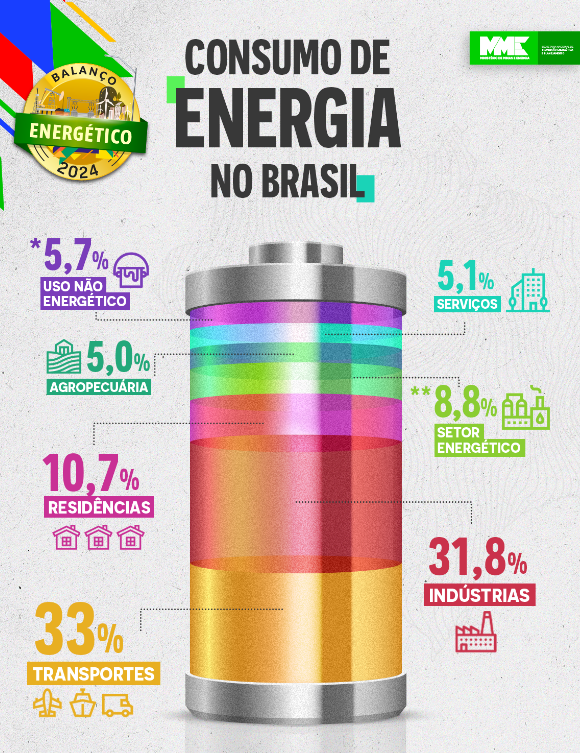 CONSUMO DE
ENERGIA
NO BRASIL
BALANÇO
ENERGÉTICO
2024
MME
*5,7%
USO NÃO
ENERGÉTICO
5,1%
SERVIÇOS
5,0%
AGROPECUÁRIA
**8,8%
SETOR
ENERGÉTICO
10,7%
RESIDÊNCIAS
31,8%
INDÚSTRIAS
33%
TRANSPORTES